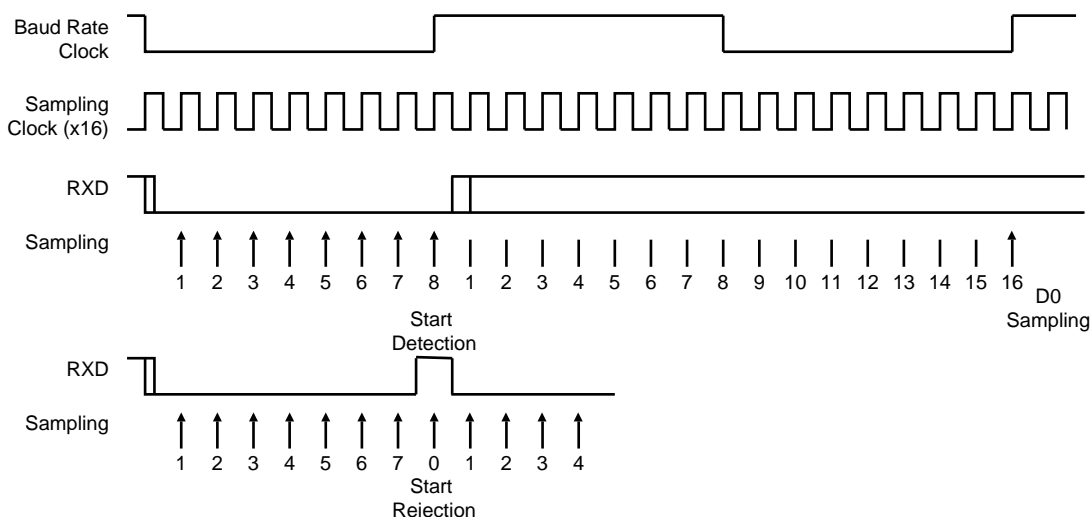 Baud Rate
Clock
Sampling
Clock (x16)
RXD
Sampling
1 2 3 4 5 6 7 8 1 2 3 4 5 6 7 8 9 10 11 12 13 14 15 16
D0
Sampling
Start
Detection
RXD
Sampling
1 2 3 4 5 6 7 0 1 2 3 4
Start
Rejection